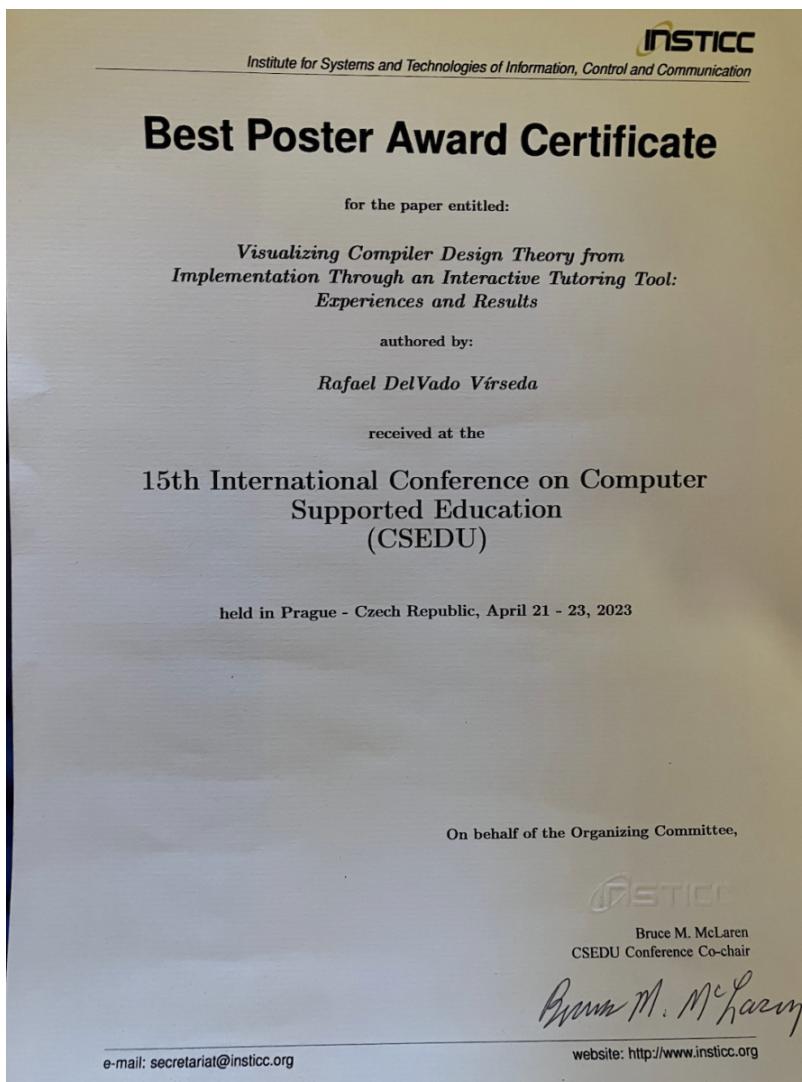 INSTICC
Institute for Systems and Technologies of Information, Control and Communication
Best Poster Award Certificate
for the paper entitled:
Visualizing Compiler Design Theory from
Implementation Through an Interactive Tutoring Tool:
Experiences and Results
authored by:
Rafael DelVado Vírseda
received at the
15th International Conference on Computer
Supported Education
(CSEDU)
held in Prague - Czech Republic, April 21 - 23, 2023
On behalf of the Organizing Committee,
INSTICC
Bruce M. McLaren
CSEDU Conference Co-chair
Bruce M. McLaren
e-mail: secretariat@insticc.org
website: http://www.insticc.org